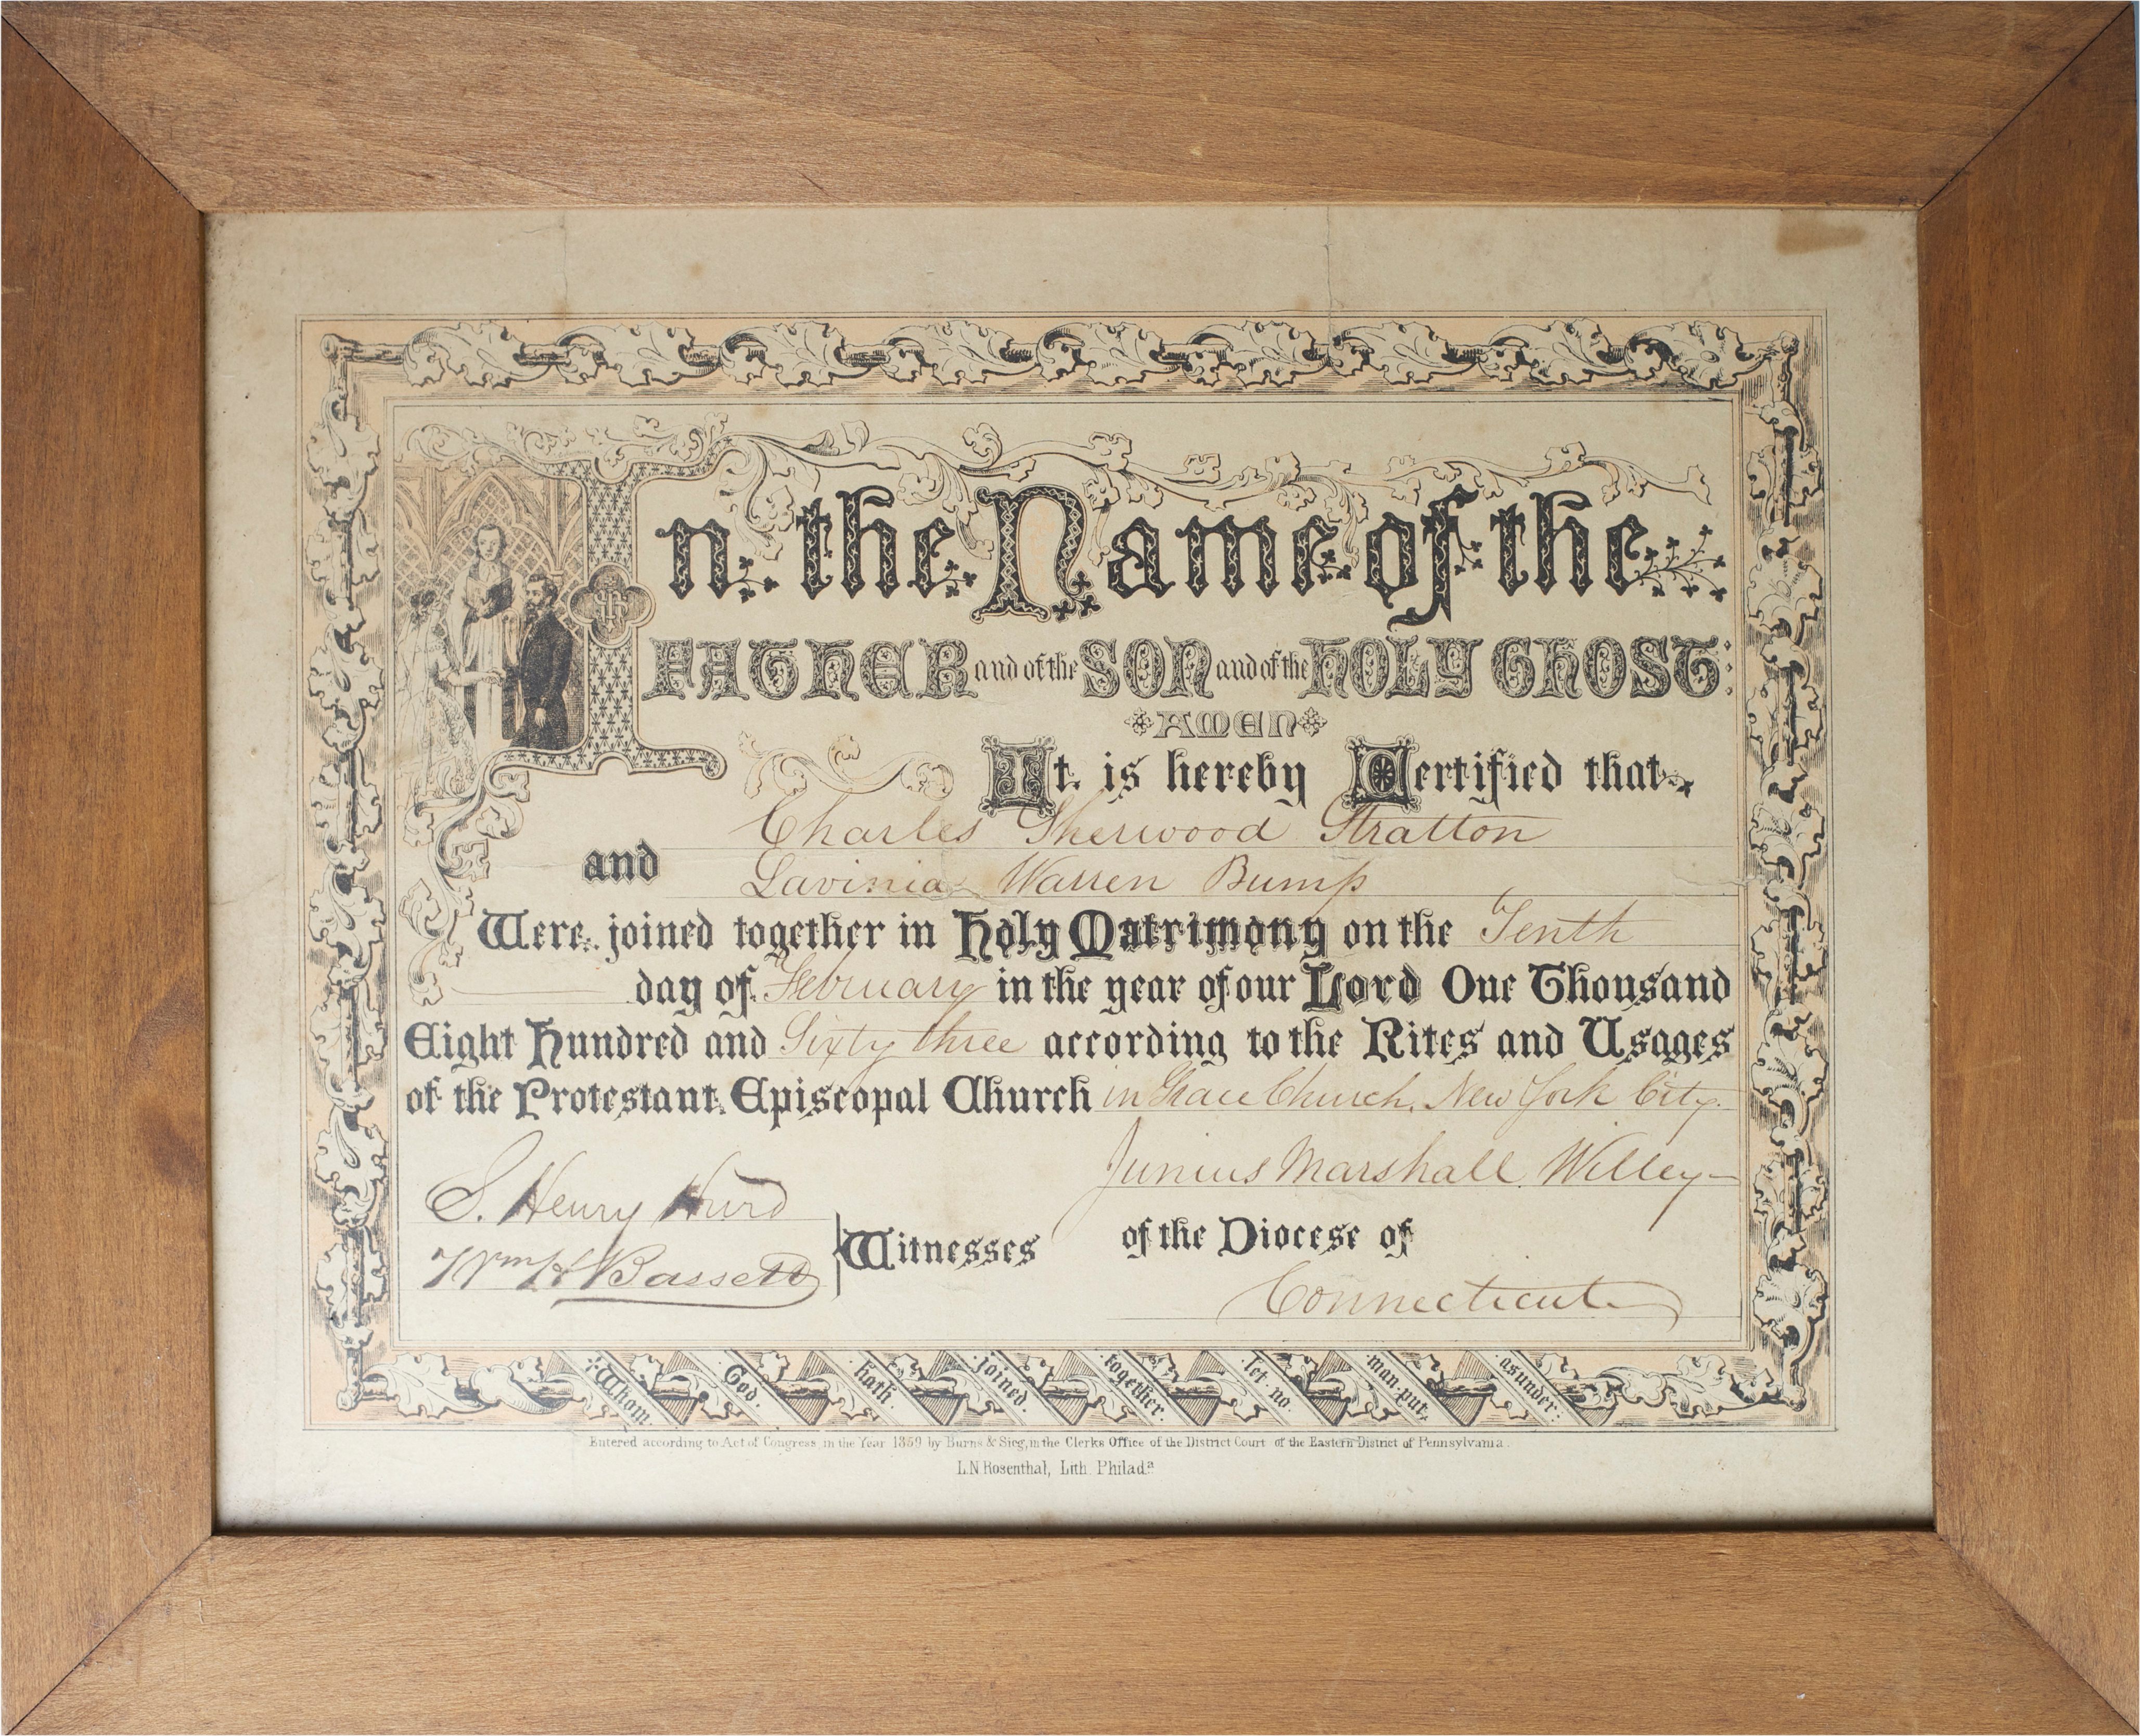 In the Name of the
FATHER and of the SON and of the HOLY GHOST:
AMEN
It is hereby Certified that
Charles Sherwood Stratton
and Lavinia Warren Bump
Were joined together in Holy Matrimony on the Tenth
day of February in the year of our Lord One Thousand
Eight Hundred and Sixty three according to the Rites and Usages
of the Protestant Episcopal Church in Grace Church, New York City.
Junius Marshall Willey
S. Henry Hurd
Wm H Bassett
Witnesses
of the Diocese of
Connecticut
Whom God hath joined together let no man put asunder:
Entered according to Act of Congress in the Year 1859 by Burns & Sieg, in the Clerks Office of the District Court of the Eastern District of Pennsylvania.
L.N. Rosenthal, Lith. Philada